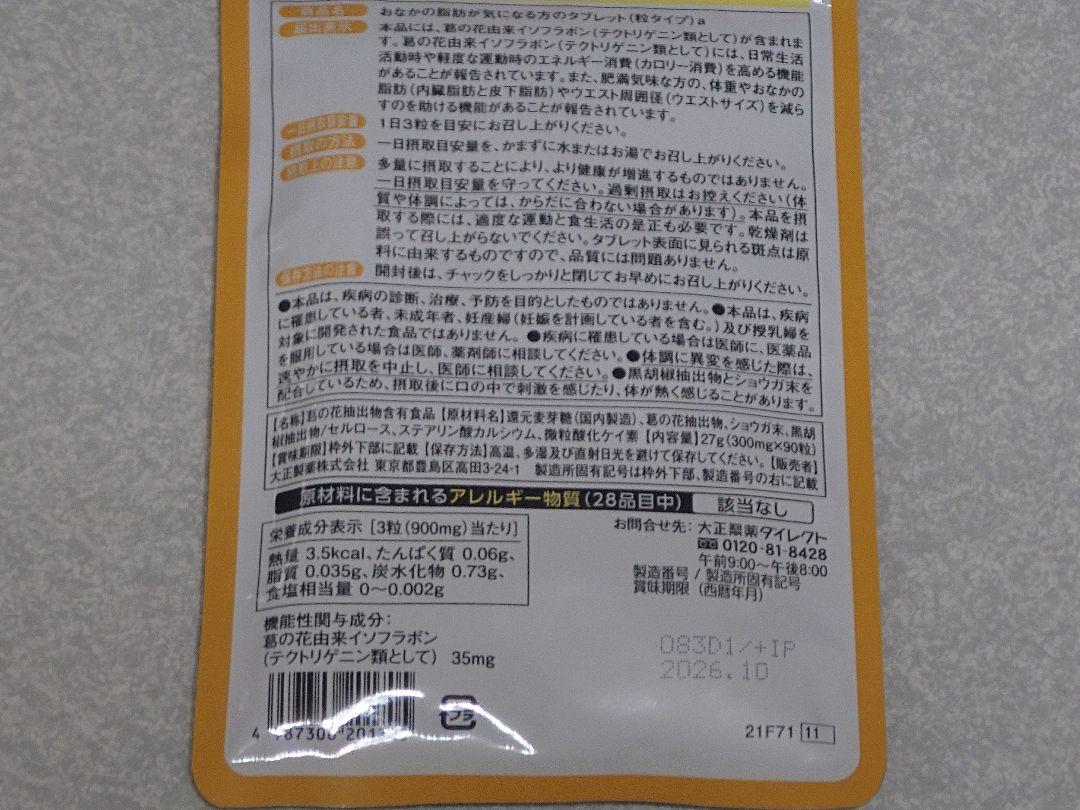 商品名 おなかの脂肪が気になる方のタブレット(粒タイプ)a
届出表示 本品には、葛の花由来イソフラボン(テクトリゲニン類として)が含まれま
す。葛の花由来イソフラボン(テクトリゲニン類として)には、日常生活
活動時や軽度な運動時のエネルギー消費(カロリー消費)を高める機能
があることが報告されています。また、肥満気味な方の、体重やおなかの
脂肪(内臓脂肪と皮下脂肪)やウエスト周囲径(ウエストサイズ)を減ら
すのを助ける機能があることが報告されています。
一日摂取目安量 1日3粒を目安にお召し上がりください。
摂取の方法 一日摂取目安量を、かまずに水またはお湯でお召し上がりください。
摂取上の注意 多量に摂取することにより、より健康が増進するものではありません。
一日摂取目安量を守ってください。過剰摂取はお控えください(体
質や体調によっては、からだに合わない場合があります)。本品を摂
取する際には、適度な運動と食生活の是正も必要です。乾燥剤は
誤って召し上がらないでください。タブレット表面に見られる斑点は原
料に由来するものですので、品質には問題ありません。
保存方法の注意 開封後は、チャックをしっかりと閉じてお早めにお召し上がりください。
●本品は、疾病の診断、治療、予防を目的としたものではありません。●本品は、疾病
に罹患している者、未成年者、妊産婦(妊娠を計画している者を含む。)及び授乳婦を
対象に開発された食品ではありません。●疾病に罹患している場合は医師に、医薬品
を服用している場合は医師、薬剤師に相談してください。●体調に異変を感じた際は、
速やかに摂取を中止し、医師に相談してください。●黒胡椒抽出物とショウガ末を
配合しているため、摂取後に口の中で刺激を感じたり、体が熱く感じることがあります。
【名称】葛の花抽出物含有食品【原材料名】還元麦芽糖(国内製造)、葛の花抽出物、ショウガ末、黒胡
椒抽出物/セルロース、ステアリン酸カルシウム、微粒酸化ケイ素【内容量】27g(300mg×90粒)
【賞味期限】枠外下部に記載【保存方法】高温、多湿及び直射日光を避けて保存してください。【販売者】
大正製薬株式会社 東京都豊島区高田3-24-1 製造所固有記号は枠外下部、製造番号の右に記載
原材料に含まれるアレルギー物質(28品目中) 該当なし
栄養成分表示[3粒(900mg)当たり]
熱量 3.5kcal、たんぱく質 0.06g、
脂質 0.035g、炭水化物 0.73g、
食塩相当量 0〜0.002g
機能性関与成分:
葛の花由来イソフラボン
(テクトリゲニン類として) 35mg
お問合せ先:大正製薬ダイレクト
0120-81-8428
午前9:00〜午後8:00
製造番号/製造所固有記号
賞味期限(西暦年月)
083D1/+IP
2026.10
プラ
21F71 11